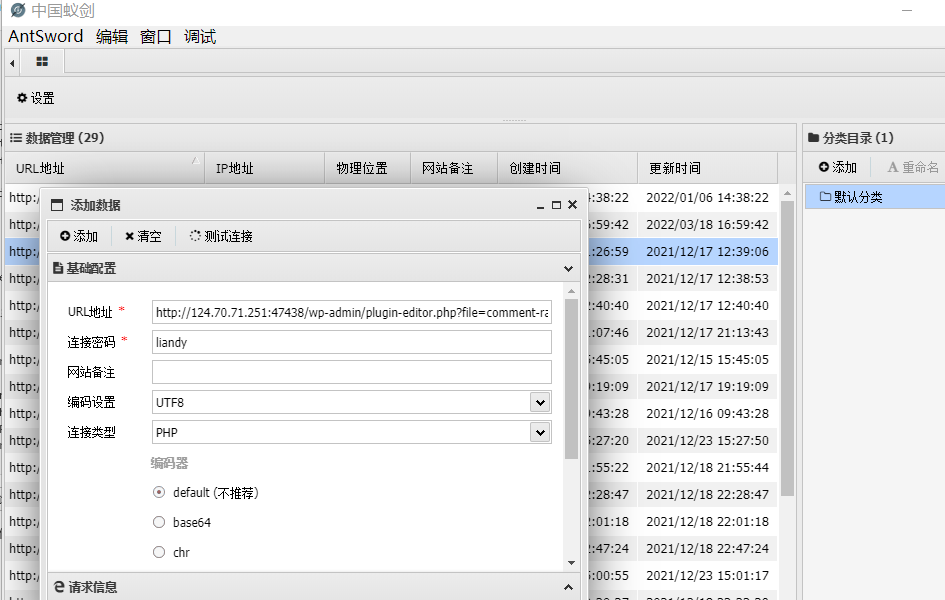 中国蚁剑
AntSword 编辑 窗口 调试
设置
数据管理 (29)
分类目录 (1)
URL地址 IP地址 物理位置 网站备注 创建时间 更新时间
添加 重命名
默认分类
http:/ :38:22 2022/01/06 14:38:22
http:/ :59:42 2022/03/18 16:59:42
http:/ :26:59 2021/12/17 12:39:06
http:/ :28:31 2021/12/17 12:38:53
http:/ :40:40 2021/12/17 12:40:40
http:/ :07:46 2021/12/17 21:13:43
http:/ :45:05 2021/12/15 15:45:05
http:/ :19:09 2021/12/17 19:19:09
http:/ :43:28 2021/12/16 09:43:28
http:/ :27:20 2021/12/23 15:27:50
http:/ :55:22 2021/12/18 21:55:44
http:/ :28:47 2021/12/18 22:28:47
http:/ :01:18 2021/12/18 22:01:18
http:/ :47:24 2021/12/18 22:47:24
http:/ :00:55 2021/12/23 15:01:17
添加数据
添加 清空 测试连接
基础配置
URL地址 * http://124.70.71.251:47438/wp-admin/plugin-editor.php?file=comment-ra
连接密码 * liandy
网站备注
编码设置 UTF8
连接类型 PHP
编码器
default (不推荐)
base64
chr
请求信息